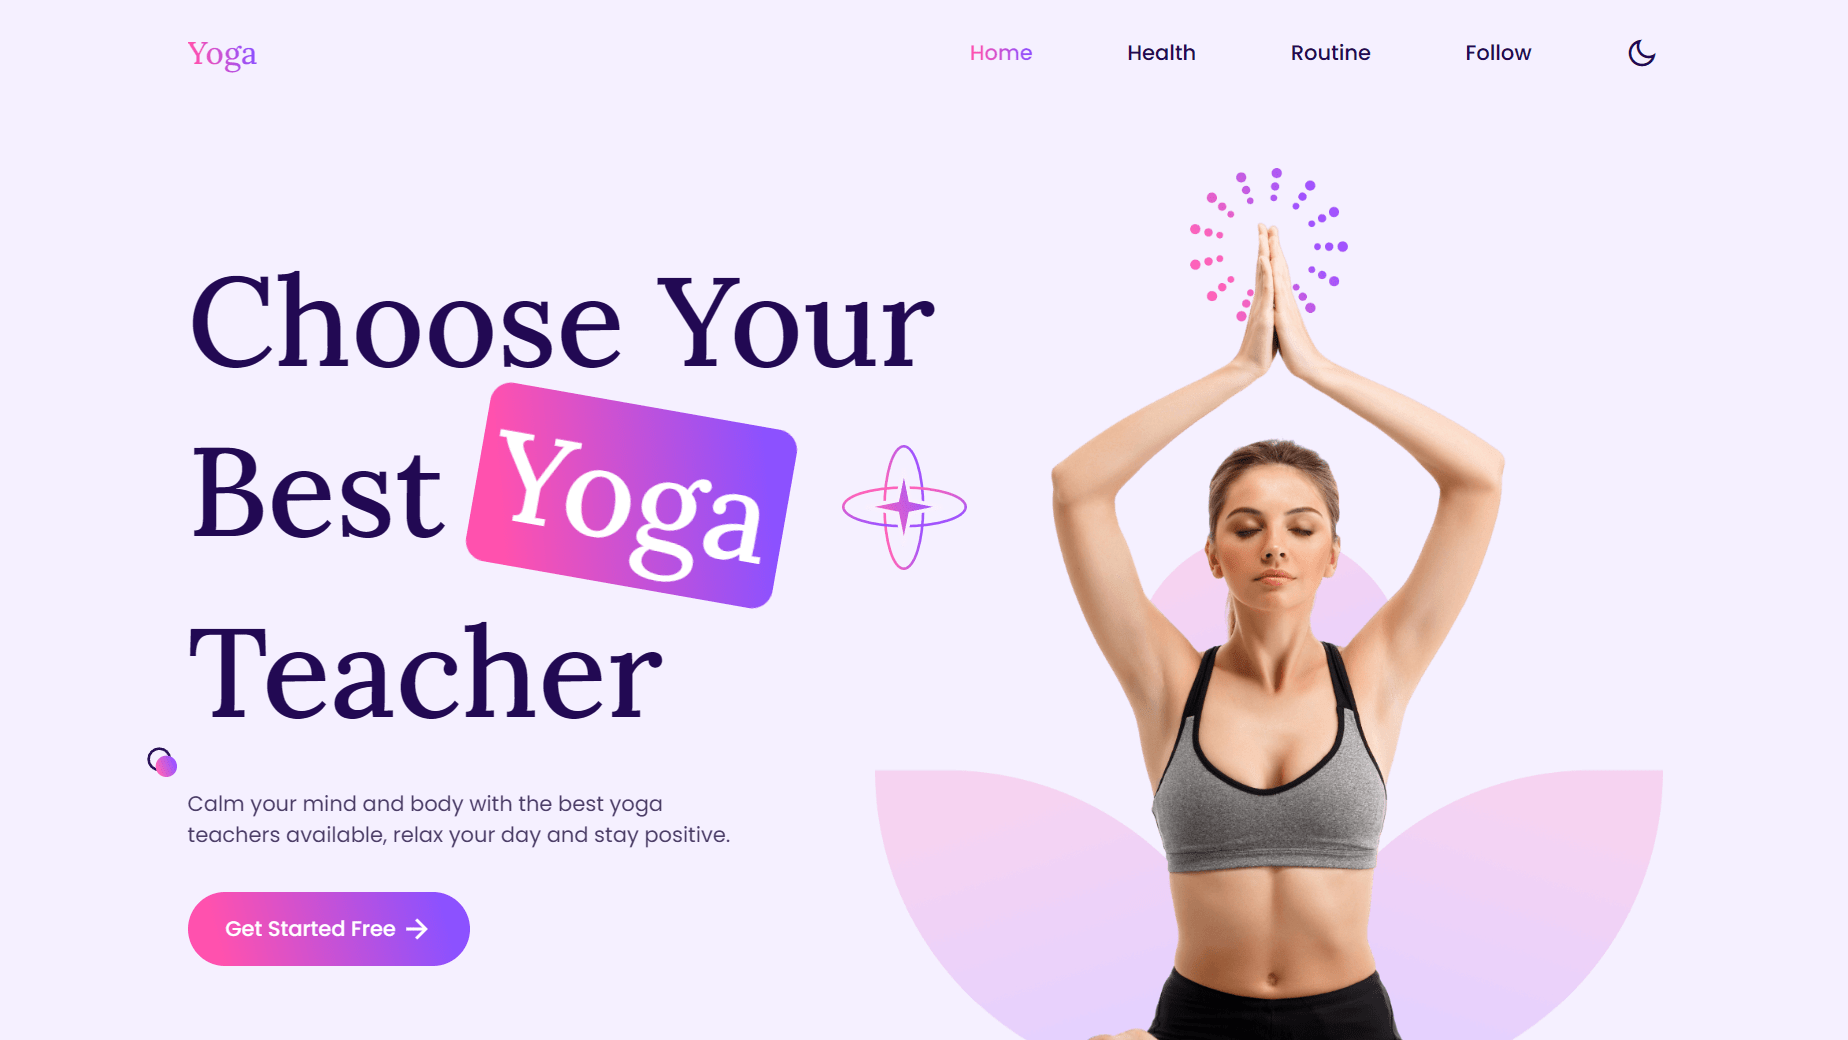 Yoga
Home
Health
Routine
Follow
Choose Your
Best Yoga
Teacher
Calm your mind and body with the best yoga
teachers available, relax your day and stay positive.
Get Started Free